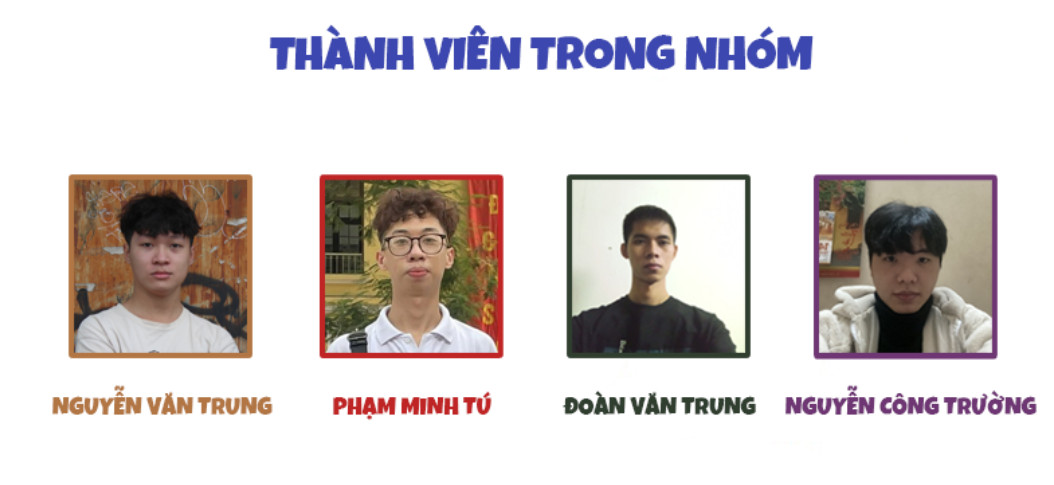 THÀNH VIÊN TRONG NHÓM
NGUYỄN VĂN TRUNG
PHẠM MINH TÚ
ĐOÀN VĂN TRUNG
NGUYỄN CÔNG TRƯỜNG